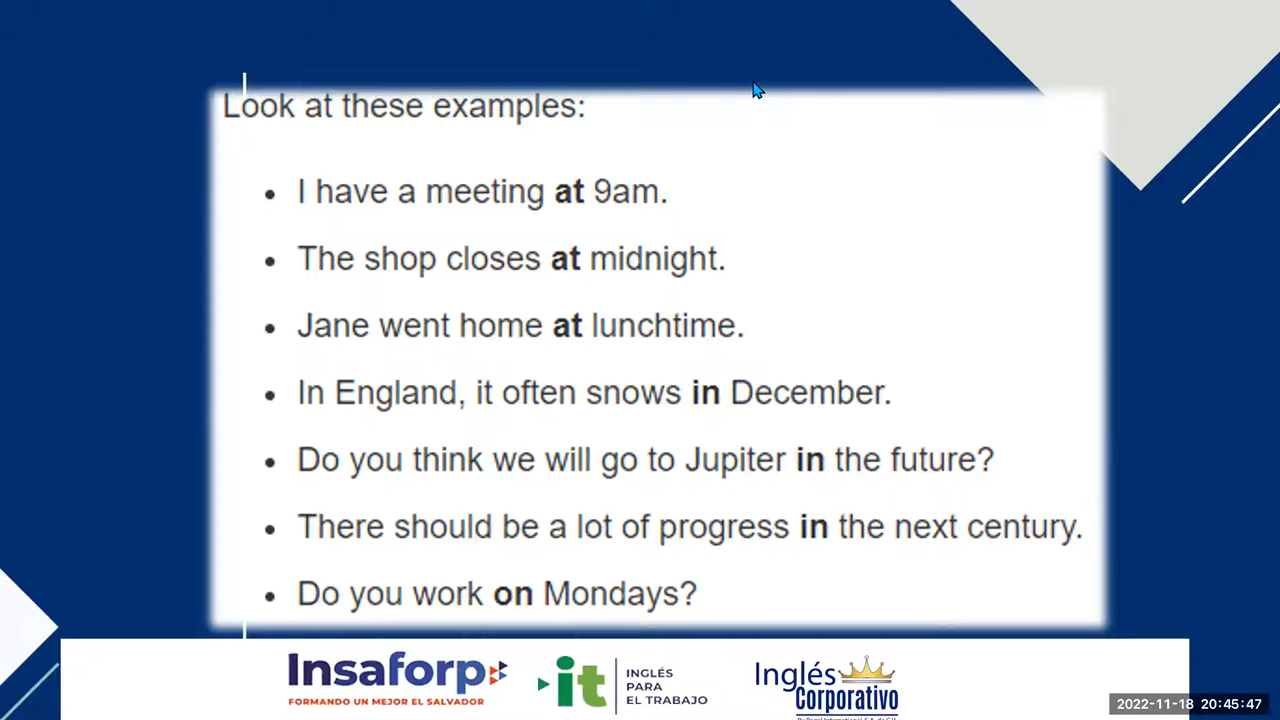 Look at these examples:
• I have a meeting at 9am.
• The shop closes at midnight.
• Jane went home at lunchtime.
• In England, it often snows in December.
• Do you think we will go to Jupiter in the future?
• There should be a lot of progress in the next century.
• Do you work on Mondays?
Insaforp
FORMANDO UN MEJOR EL SALVADOR
it
INGLÉS
PARA
EL TRABAJO
Inglés
Corporativo
2022-11-18 20:45:47